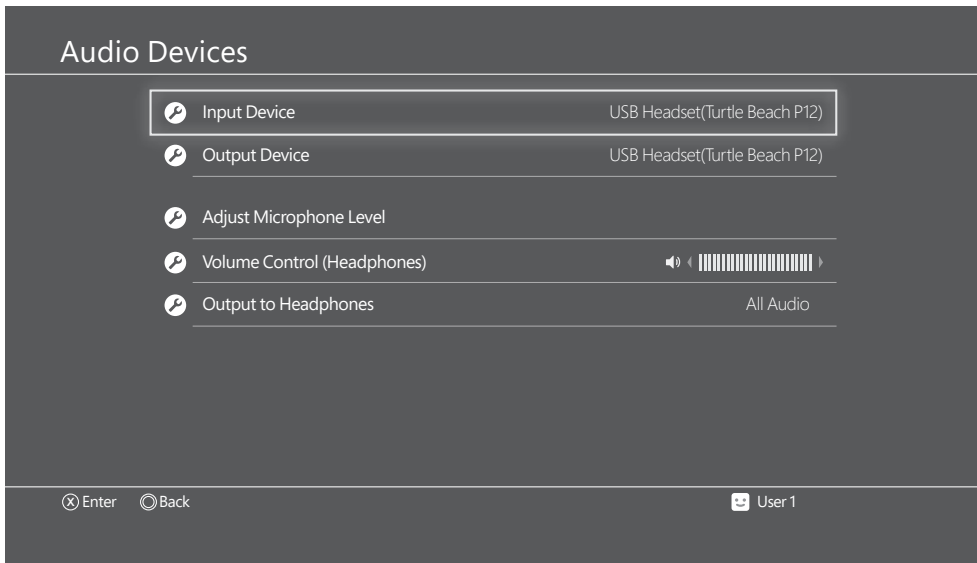 Audio Devices
Input Device USB Headset(Turtle Beach P12)
Output Device USB Headset(Turtle Beach P12)
Adjust Microphone Level
Volume Control (Headphones)
Output to Headphones All Audio
X Enter Back User 1